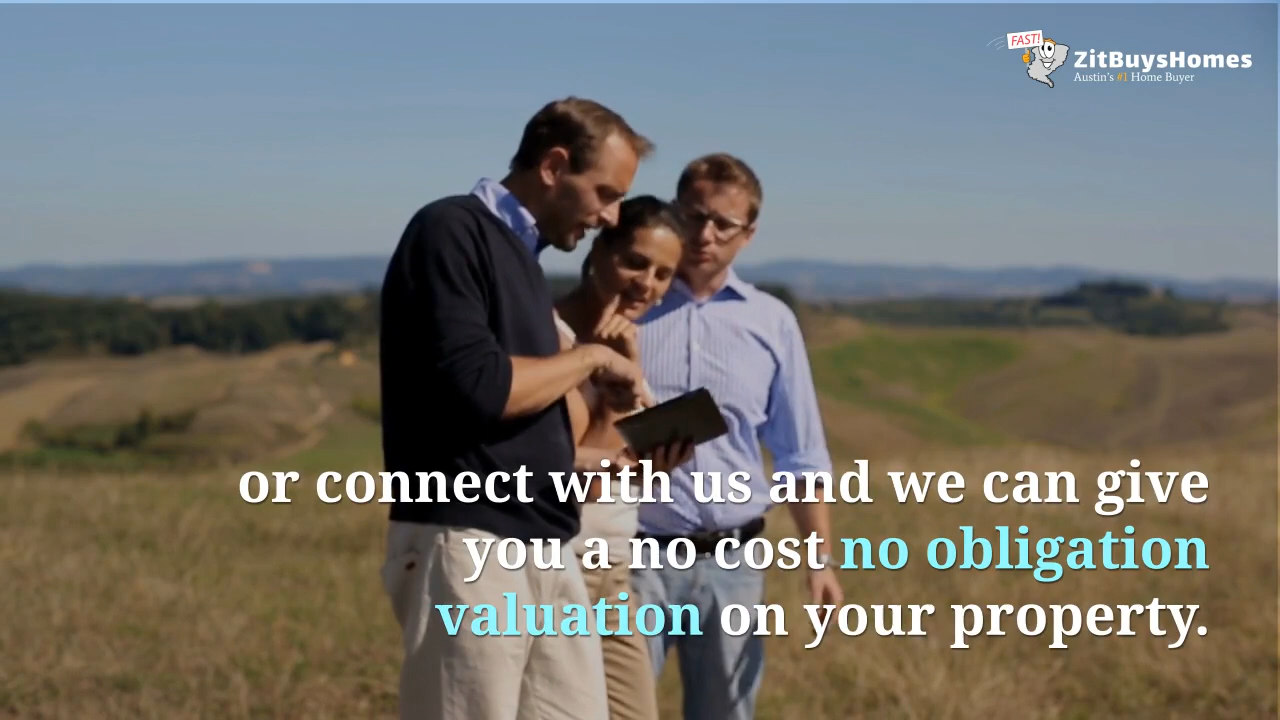 FAST!
ZitBuysHomes
Austin's #1 Home Buyer
or connect with us and we can give
you a no cost no obligation
valuation on your property.